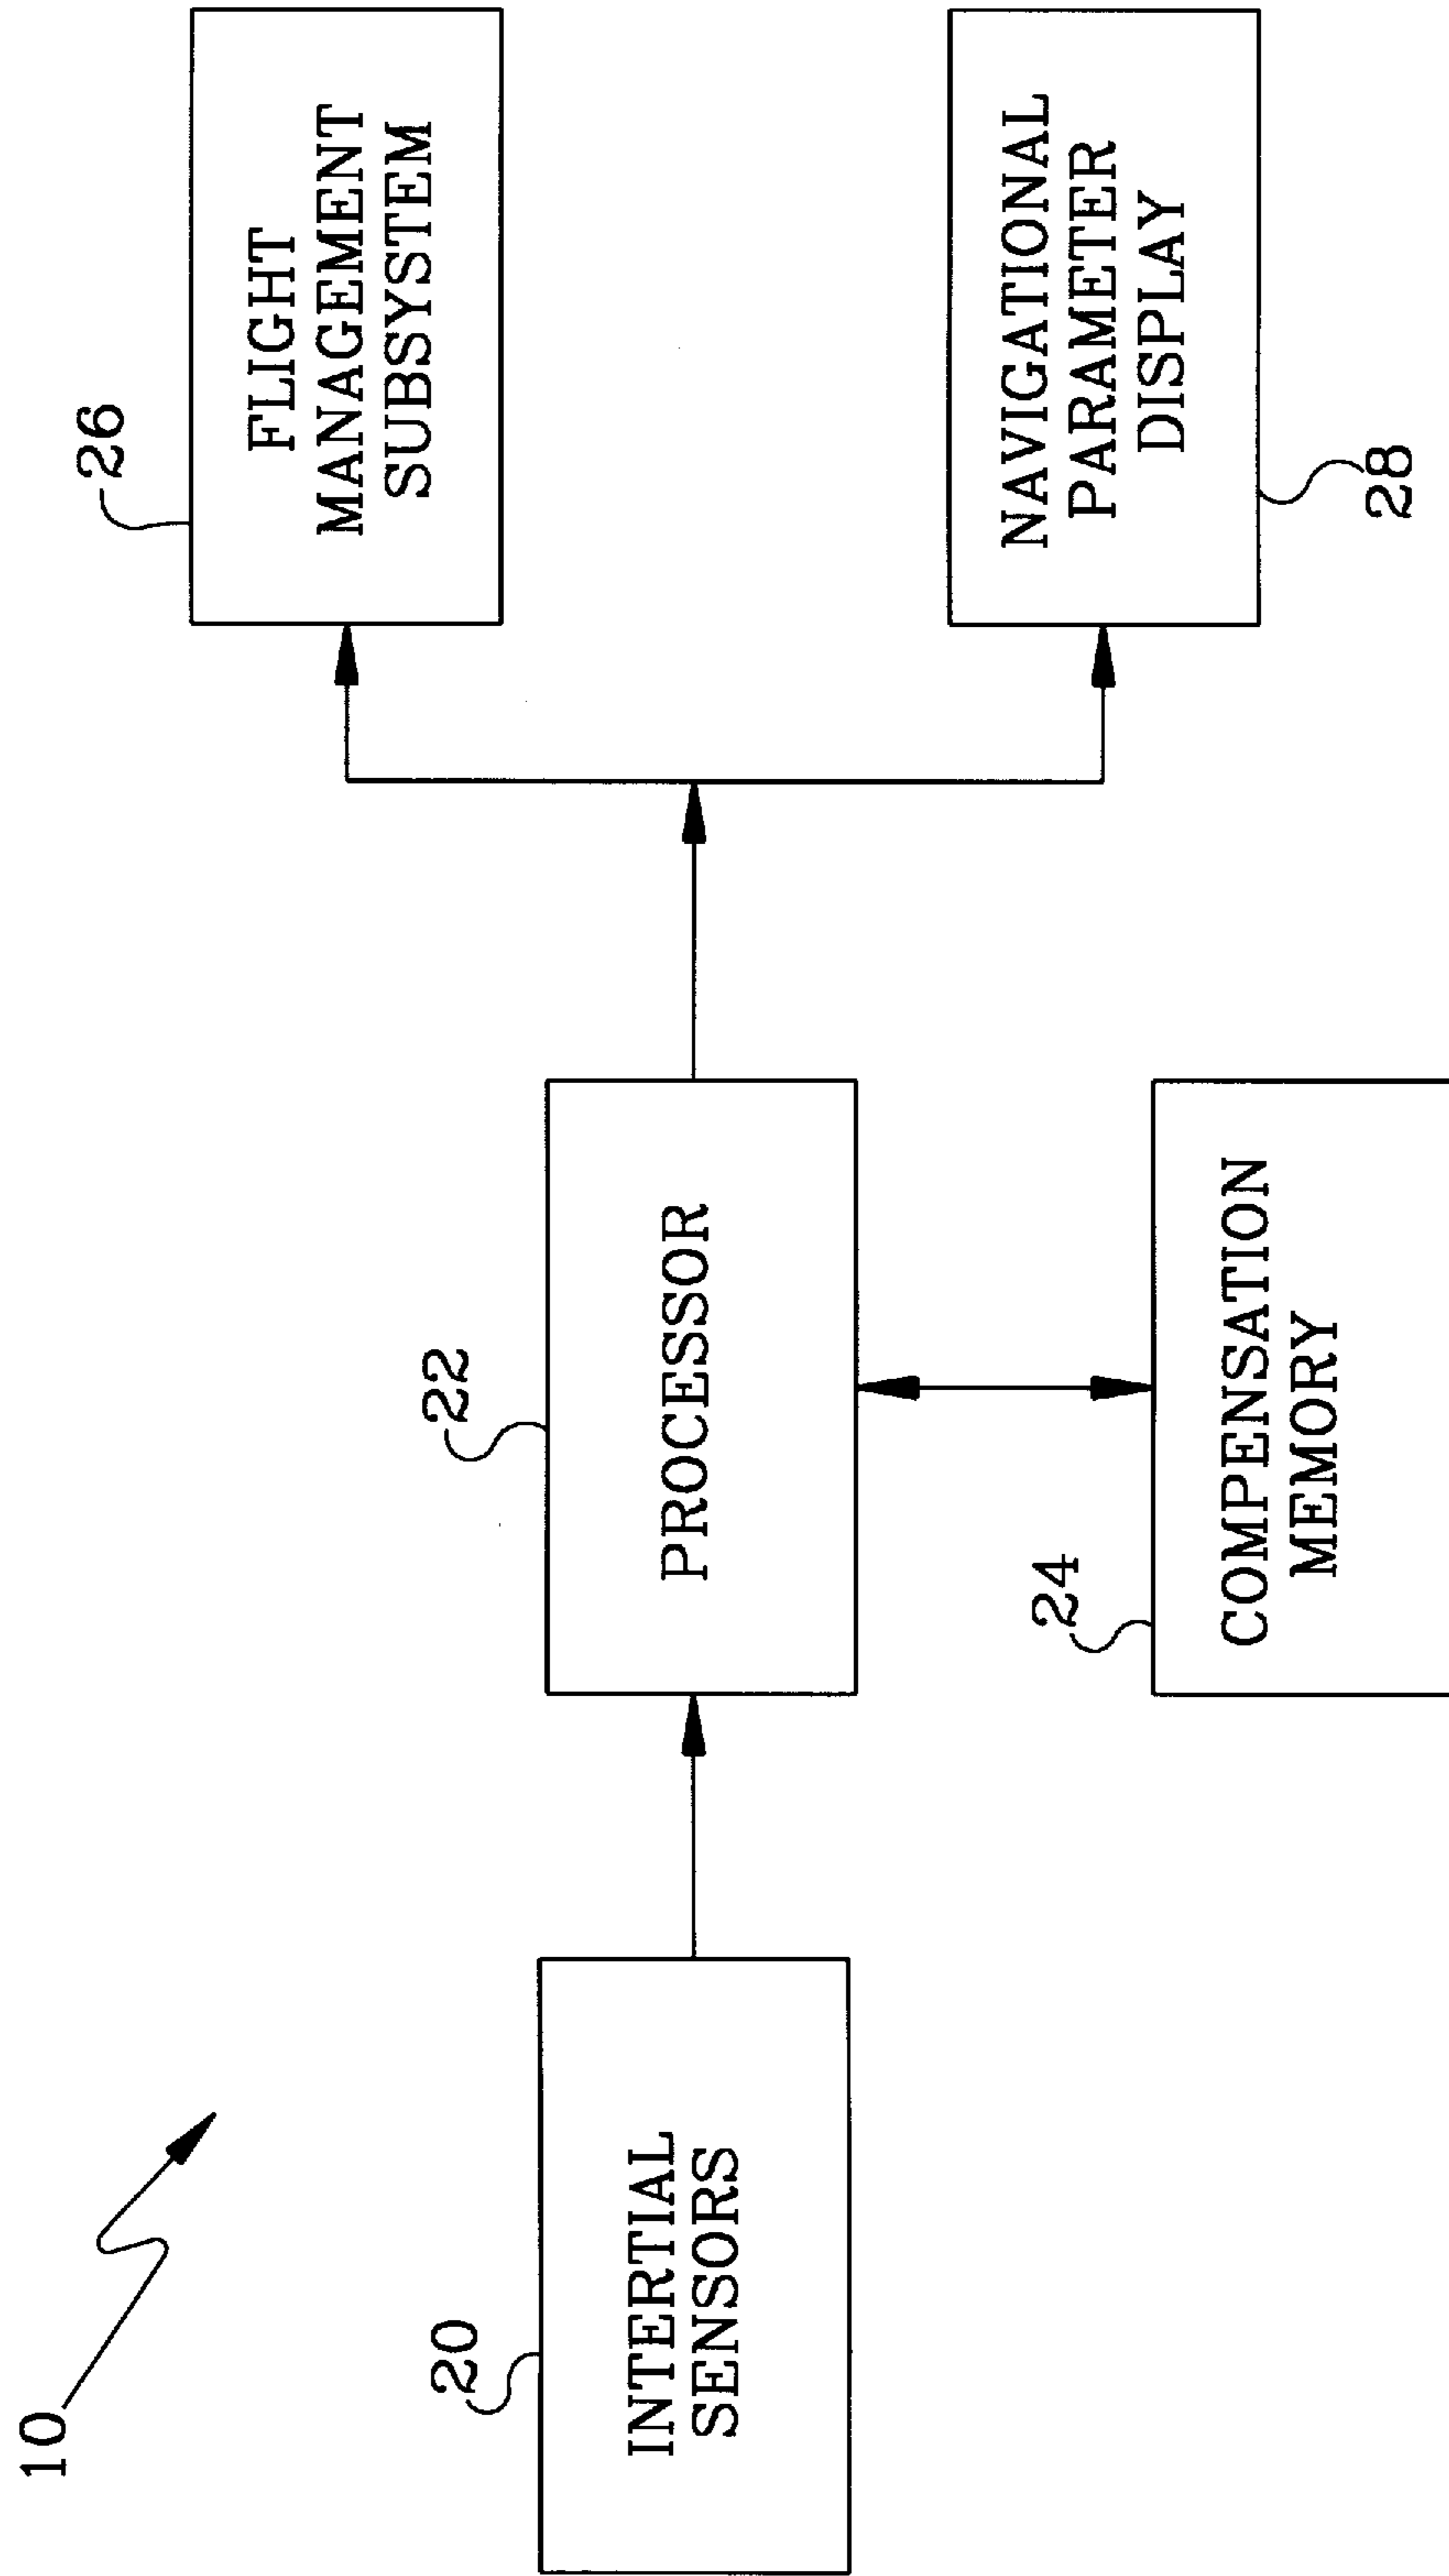 10
20
INTERTIAL
SENSORS
22
PROCESSOR
24
COMPENSATION
MEMORY
26
FLIGHT
MANAGEMENT
SUBSYSTEM
NAVIGATIONAL
PARAMETER
DISPLAY
28